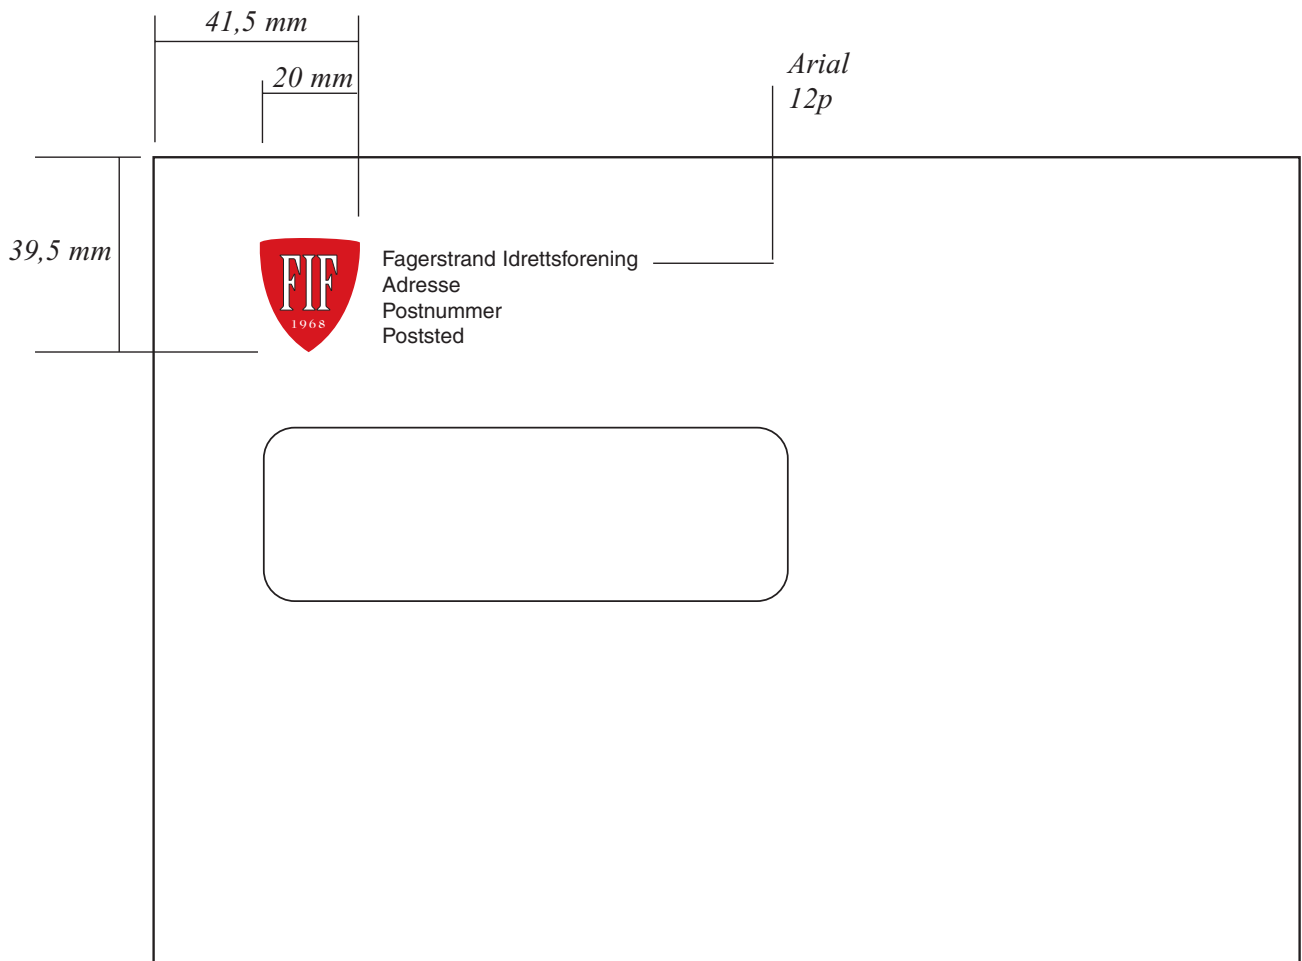 41,5 mm
20 mm
Arial
12p
39,5 mm
FIF
1968
Fagerstrand Idrettsforening
Adresse
Postnummer
Poststed